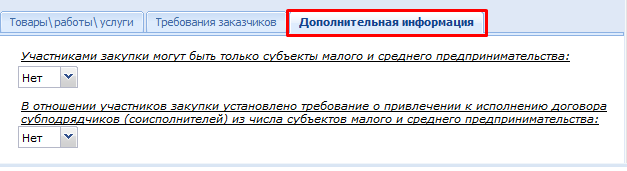 Товары\работы\услуги Требования заказчиков Дополнительная информация
Участниками закупки могут быть только субъекты малого и среднего предпринимательства:
Нет
В отношении участников закупки установлено требование о привлечении к исполнению договора
субподрядчиков (соисполнителей) из числа субъектов малого и среднего предпринимательства:
Нет